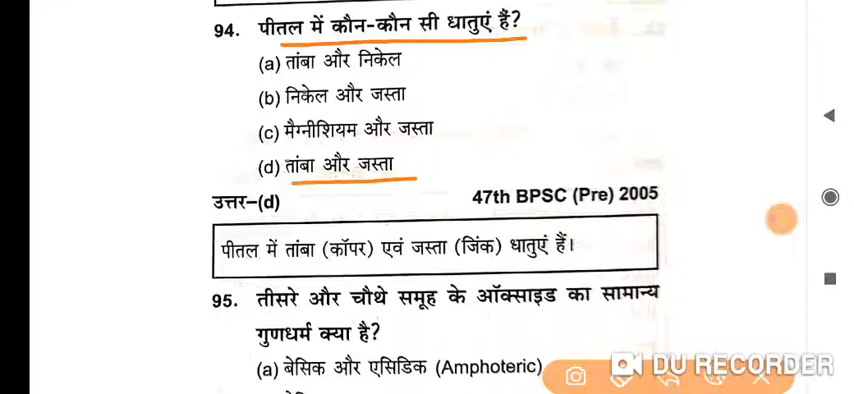 94. पीतल में कौन-कौन सी धातुएं हैं?
(a) तांबा और निकेल
(b) निकेल और जस्ता
(c) मैग्नीशियम और जस्ता
(d) तांबा और जस्ता
उत्तर–(d) 47th BPSC (Pre) 2005
पीतल में तांबा (कॉपर) एवं जस्ता (जिंक) धातुएं हैं।
95. तीसरे और चौथे समूह के ऑक्साइड का सामान्य
गुणधर्म क्या है?
(a) बेसिक और एसिडिक (Amphoteric)
DU RECORDER